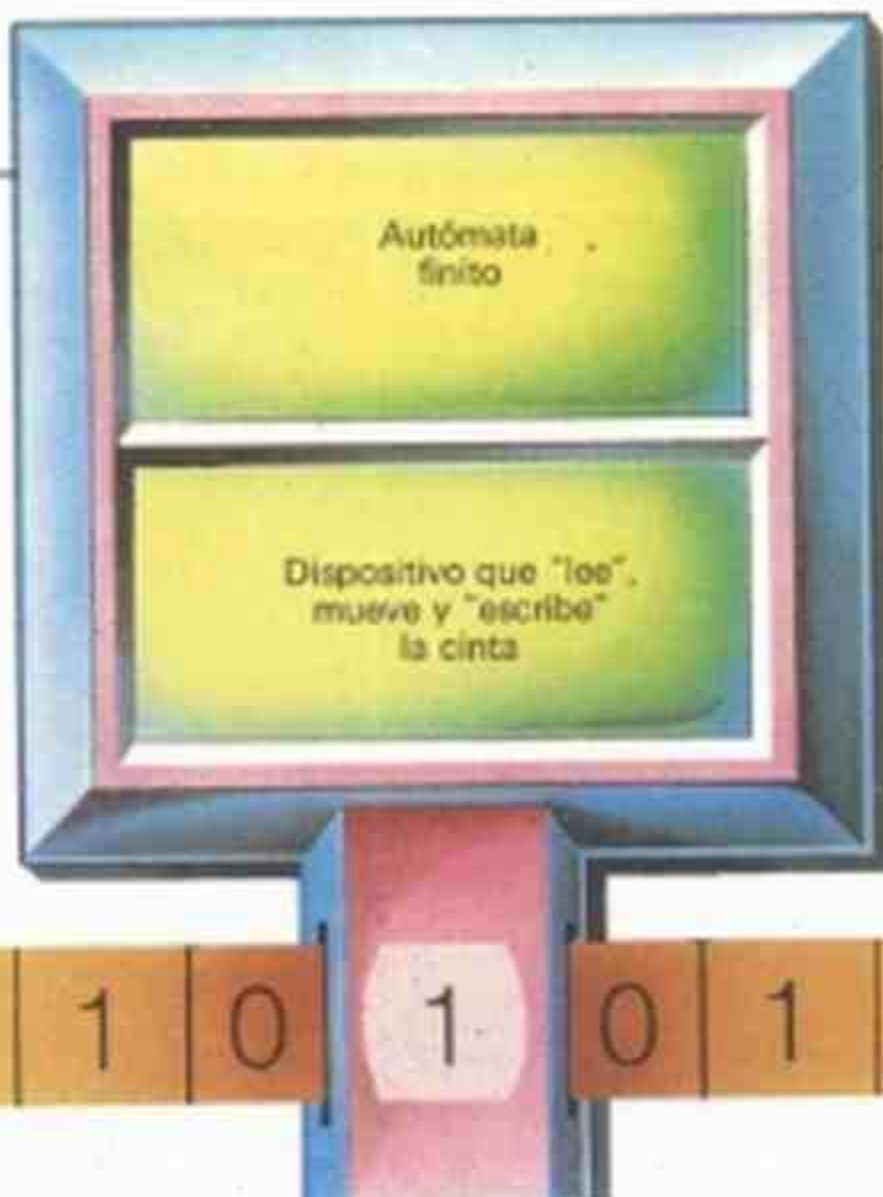 Autómata
finito
Dispositivo que "lee",
mueve y "escribe"
la cinta
1 0 1 0 1